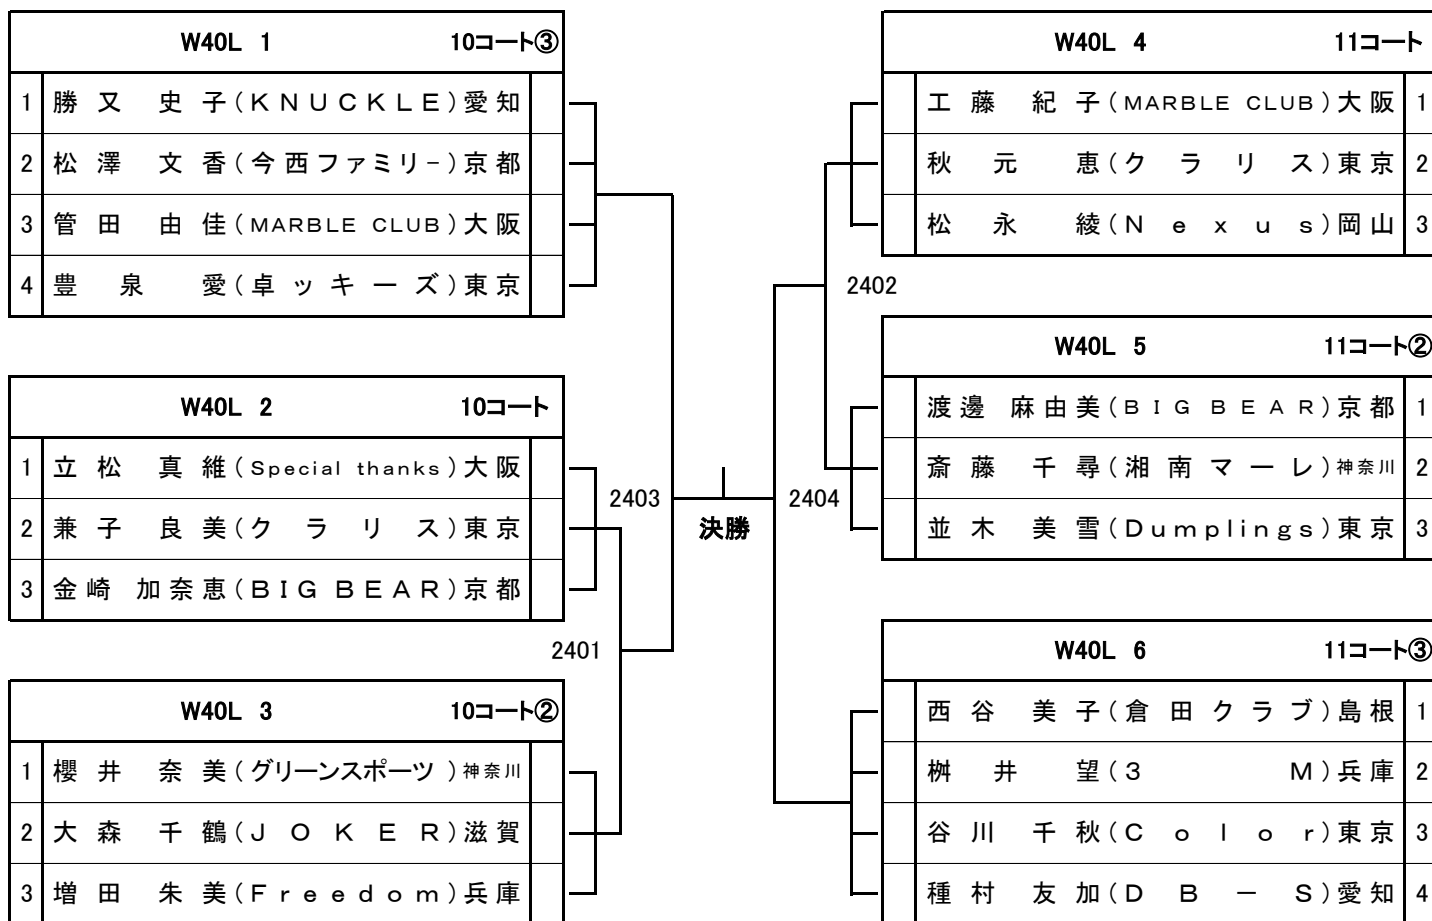 W40L 1 10コート③
1 勝又 史子(KNUCKLE)愛知
2 松澤 文香(今西ファミリー)京都
3 管田 由佳(MARBLE CLUB)大阪
4 豊泉 愛(卓ッキーズ)東京
W40L 2 10コート
1 立松 真維(Special thanks)大阪
2 兼子 良美(クラリス)東京
3 金崎 加奈恵(BIG BEAR)京都
W40L 3 10コート②
1 櫻井 奈美(グリーンスポーツ)神奈川
2 大森 千鶴(JOKER)滋賀
3 増田 朱美(Freedom)兵庫
2401
2403
決勝
2404
2402
W40L 4 11コート
工藤 紀子(MARBLE CLUB)大阪 1
秋元 恵(クラリス)東京 2
松永 綾(Nexus)岡山 3
W40L 5 11コート②
渡邊 麻由美(BIG BEAR)京都 1
斎藤 千尋(湘南マーレ)神奈川 2
並木 美雪(Dumplings)東京 3
W40L 6 11コート③
西谷 美子(倉田クラブ)島根 1
桝井 望(3M)兵庫 2
谷川 千秋(Color)東京 3
種村 友加(DB-S)愛知 4